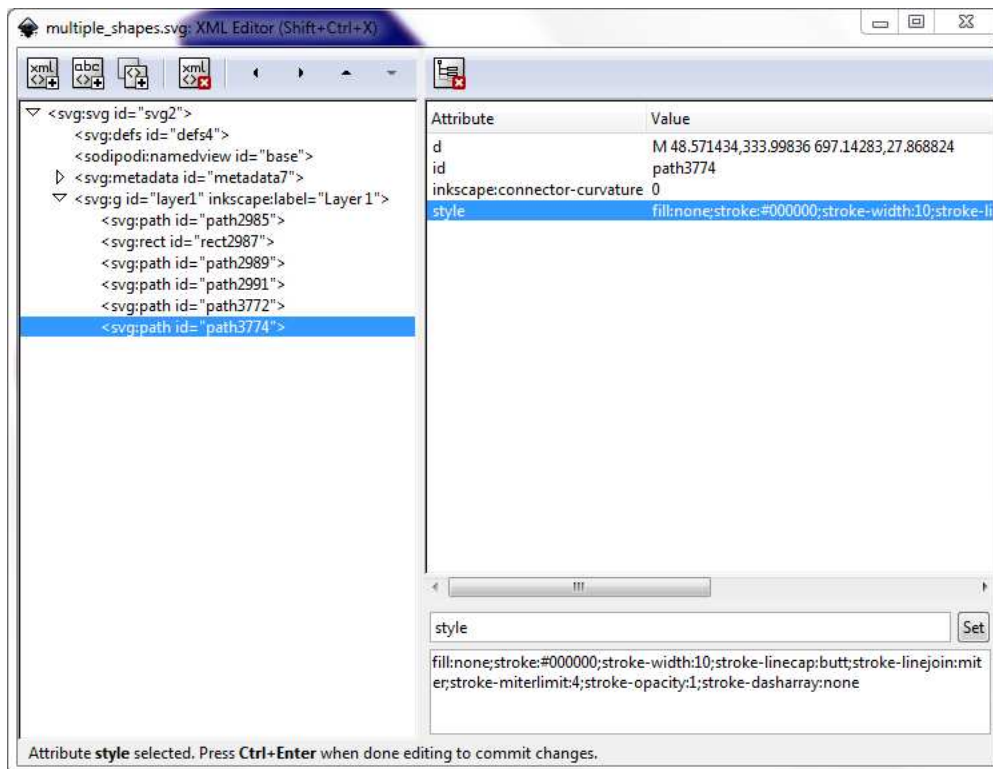 multiple_shapes.svg: XML Editor (Shift+Ctrl+X)
xml
abc
xml
<svg:svg id="svg2">
<svg:defs id="defs4">
<sodipodi:namedview id="base">
<svg:metadata id="metadata7">
<svg:g id="layer1" inkscape:label="Layer 1">
<svg:path id="path2985">
<svg:rect id="rect2987">
<svg:path id="path2989">
<svg:path id="path2991">
<svg:path id="path3772">
<svg:path id="path3774">
Attribute Value
d M 48.571434,333.99836 697.14283,27.868824
id path3774
inkscape:connector-curvature 0
style fill:none;stroke:#000000;stroke-width:10;stroke-li
style Set
fill:none;stroke:#000000;stroke-width:10;stroke-linecap:butt;stroke-linejoin:mit
er;stroke-miterlimit:4;stroke-opacity:1;stroke-dasharray:none
Attribute style selected. Press Ctrl+Enter when done editing to commit changes.